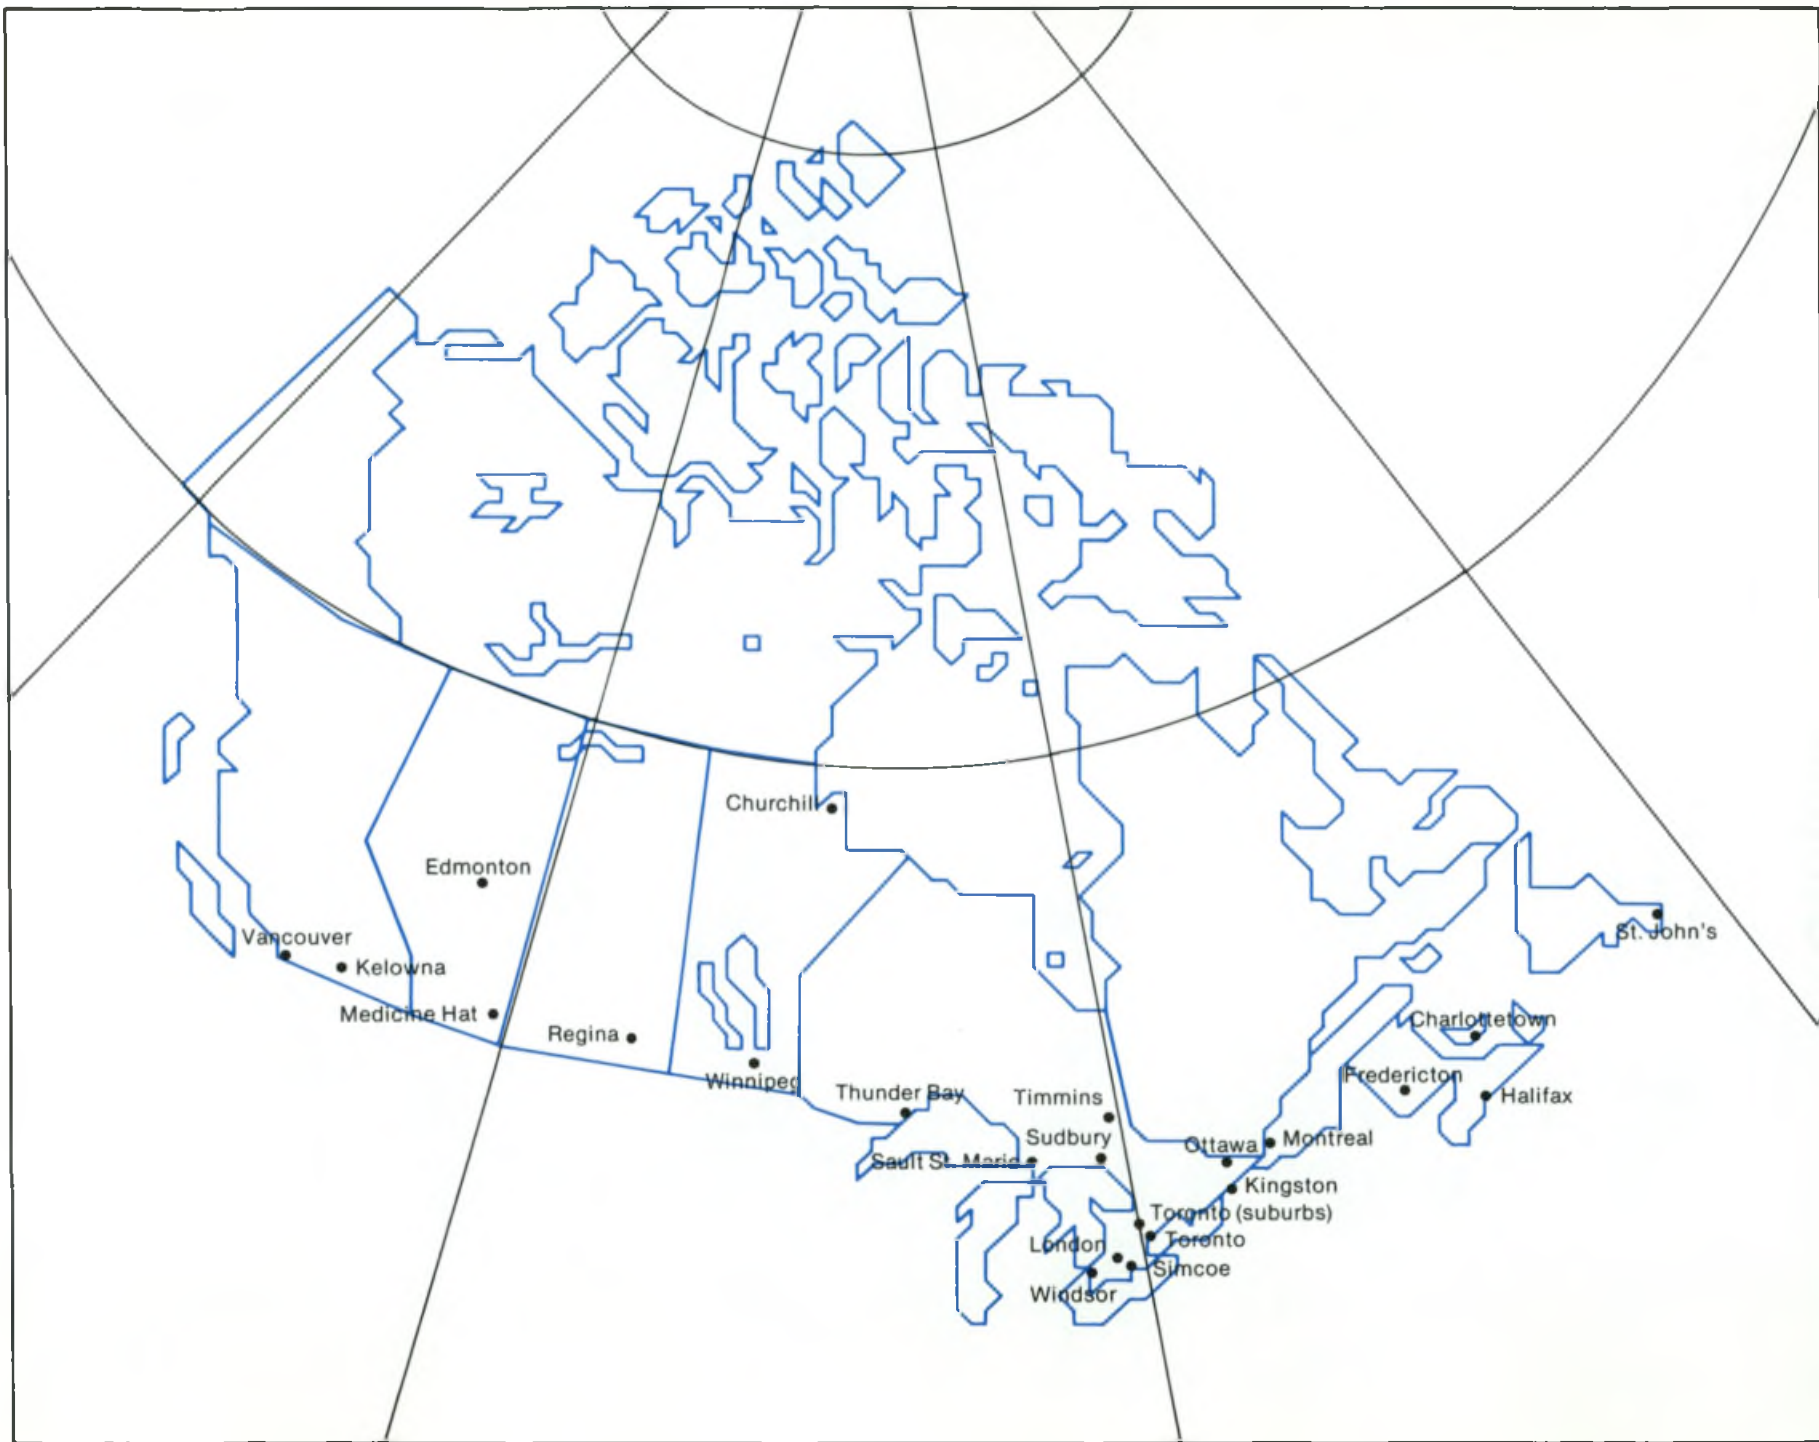 Churchill
Edmonton
St. John's
Vancouver
Kelowna
Medicine Hat
Charlottetown
Regina
Winnipeg
Fredericton
Thunder Bay
Timmins
Halifax
Sudbury
Ottawa
Montreal
Sault St. Marie
Kingston
Toronto (suburbs)
London
Toronto
Simcoe
Windsor